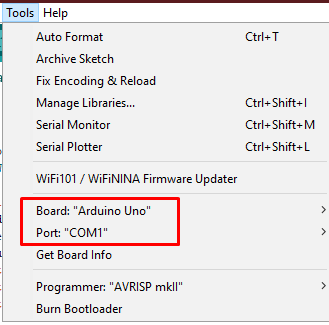 Tools Help
Auto Format Ctrl+T
Archive Sketch
Fix Encoding & Reload
Manage Libraries... Ctrl+Shift+I
Serial Monitor Ctrl+Shift+M
Serial Plotter Ctrl+Shift+L
WiFi101 / WiFiNINA Firmware Updater
Board: "Arduino Uno"
Port: "COM1"
Get Board Info
Programmer: "AVRISP mkII"
Burn Bootloader